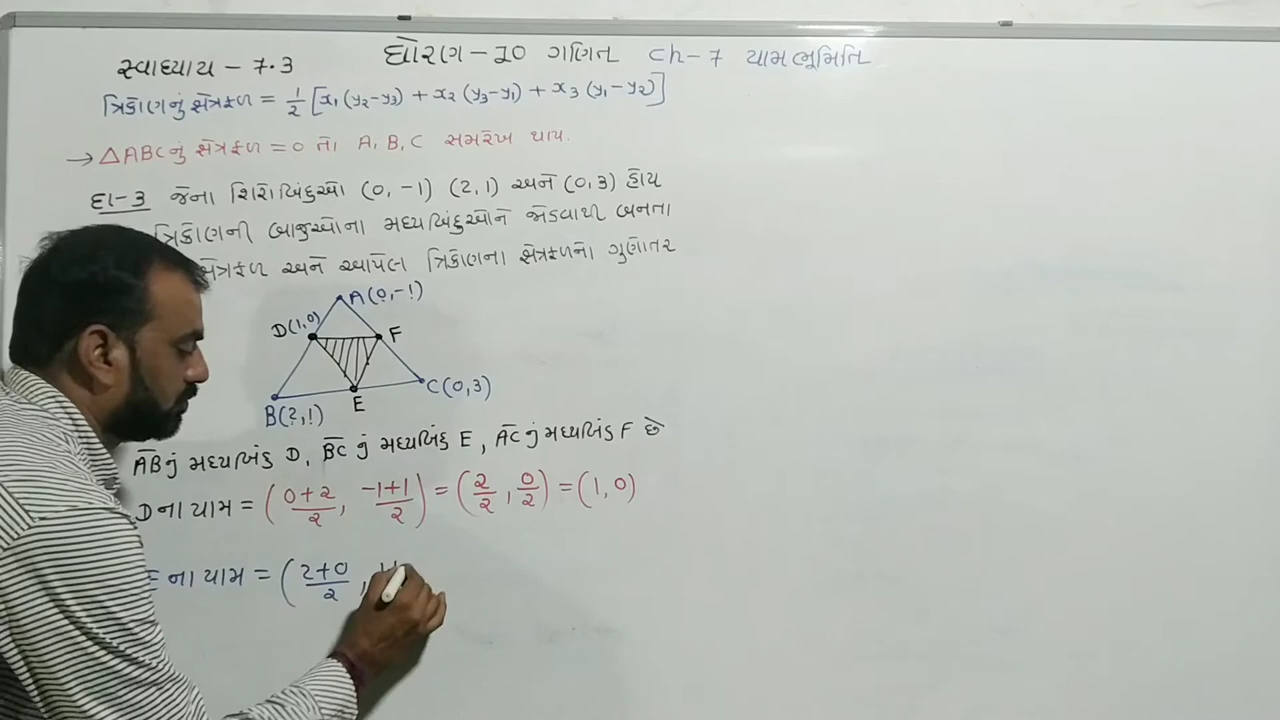 સ્વાધ્યાય - 7.3 ધોરણ - 10 ગણિત ch-7 યામભૂમિતિ
ત્રિકોણનું ક્ષેત્રફળ = 1/2 [x₁(y₂-y₃) + x₂(y₃-y₁) + x₃(y₁-y₂)]
→ △ABCનું ક્ષેત્રફળ = 0 તો A, B, C સમરેખ થાય.
દા-3 જેના શિરોબિંદુઓ (0, -1) (2, 1) અને (0, 3) હોય
ત્રિકોણની બાજુઓના મધ્યબિંદુઓને જોડવાથી બનતા
ક્ષેત્રફળ અને આપેલ ત્રિકોણના ક્ષેત્રફળનો ગુણોતર
A(0,-1)
D(1,0) F
C(0,3)
B(2,1) E
A̅B̅નું મધ્યબિંદુ D, B̅C̅નું મધ્યબિંદુ E, A̅C̅નું મધ્યબિંદુ F છે
Dના યામ = (0+2/2, -1+1/2) = (2/2, 0/2) = (1, 0)
E ના યામ = (2+0/2,